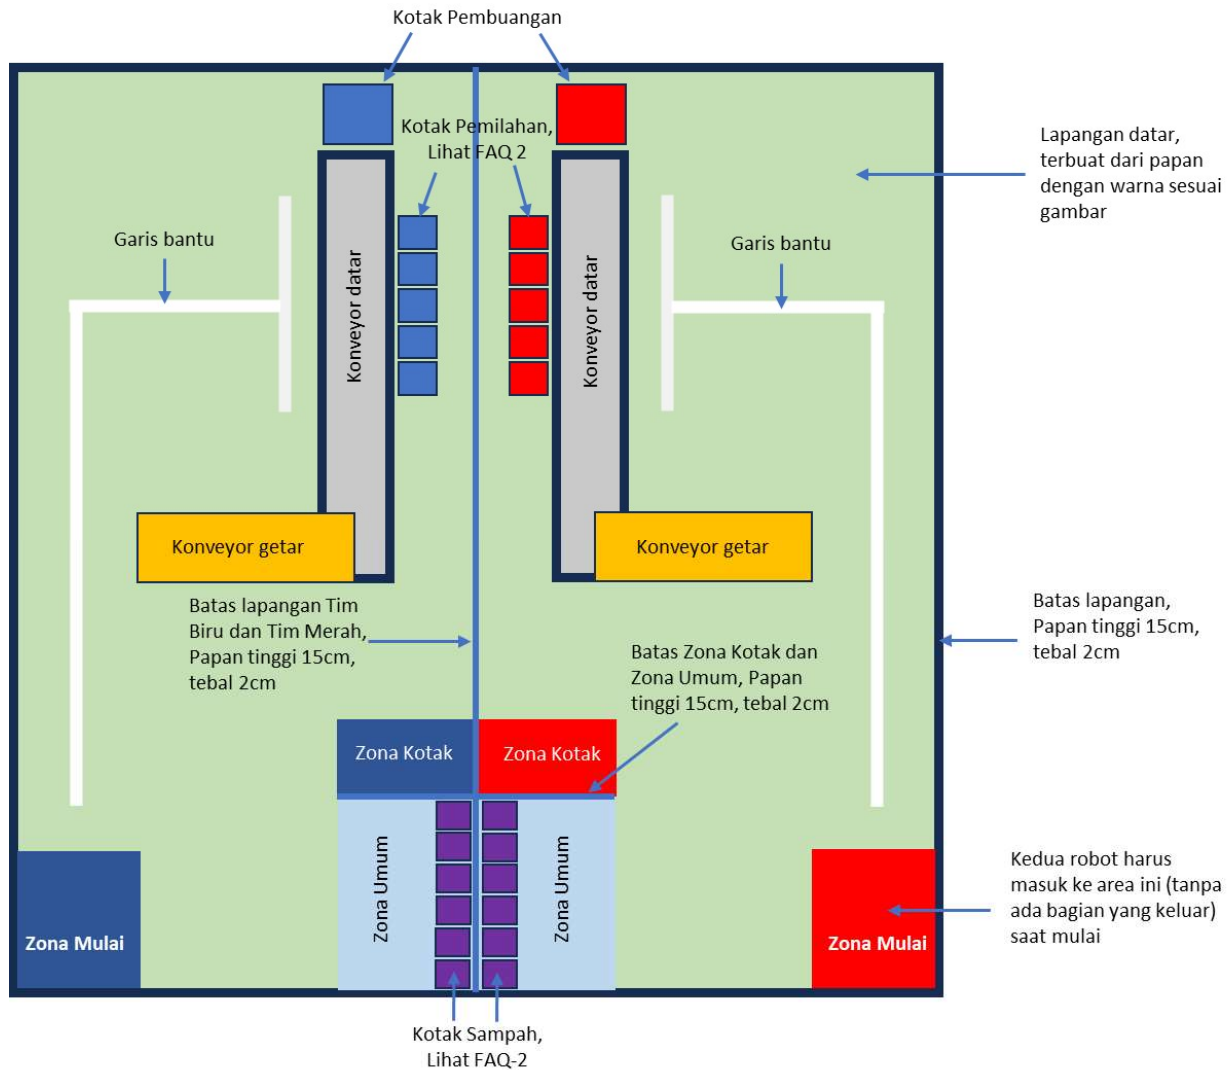 Kotak Pembuangan
Kotak Pemilahan,
Lihat FAQ 2
Lapangan datar,
terbuat dari papan
dengan warna sesuai
gambar
Garis bantu
Konveyor datar
Konveyor datar
Garis bantu
Konveyor getar
Konveyor getar
Batas lapangan Tim
Biru dan Tim Merah,
Papan tinggi 15cm,
tebal 2cm
Batas Zona Kotak dan
Zona Umum, Papan
tinggi 15cm, tebal 2cm
Batas lapangan,
Papan tinggi 15cm,
tebal 2cm
Zona Kotak
Zona Kotak
Zona Umum
Zona Umum
Kedua robot harus
masuk ke area ini (tanpa
ada bagian yang keluar)
saat mulai
Zona Mulai
Zona Mulai
Kotak Sampah,
Lihat FAQ-2